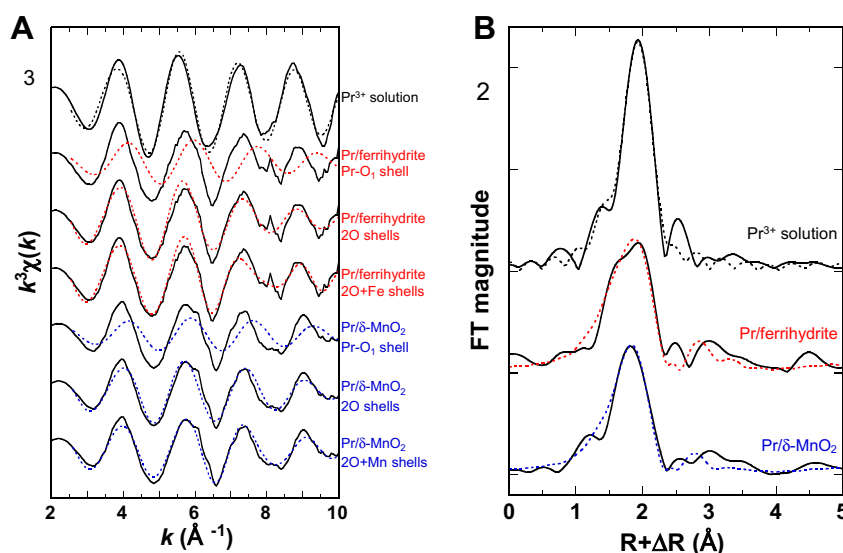 A
3
Pr³⁺ solution
Pr/ferrihydrite
Pr-O₁ shell
Pr/ferrihydrite
2O shells
Pr/ferrihydrite
2O+Fe shells
Pr/δ-MnO₂
Pr-O₁ shell
Pr/δ-MnO₂
2O shells
Pr/δ-MnO₂
2O+Mn shells
k³χ(k)
2 4 6 8 10
k (Å ⁻¹)
B
2
Pr³⁺ solution
Pr/ferrihydrite
Pr/δ-MnO₂
FT magnitude
0 1 2 3 4 5
R+ΔR (Å)